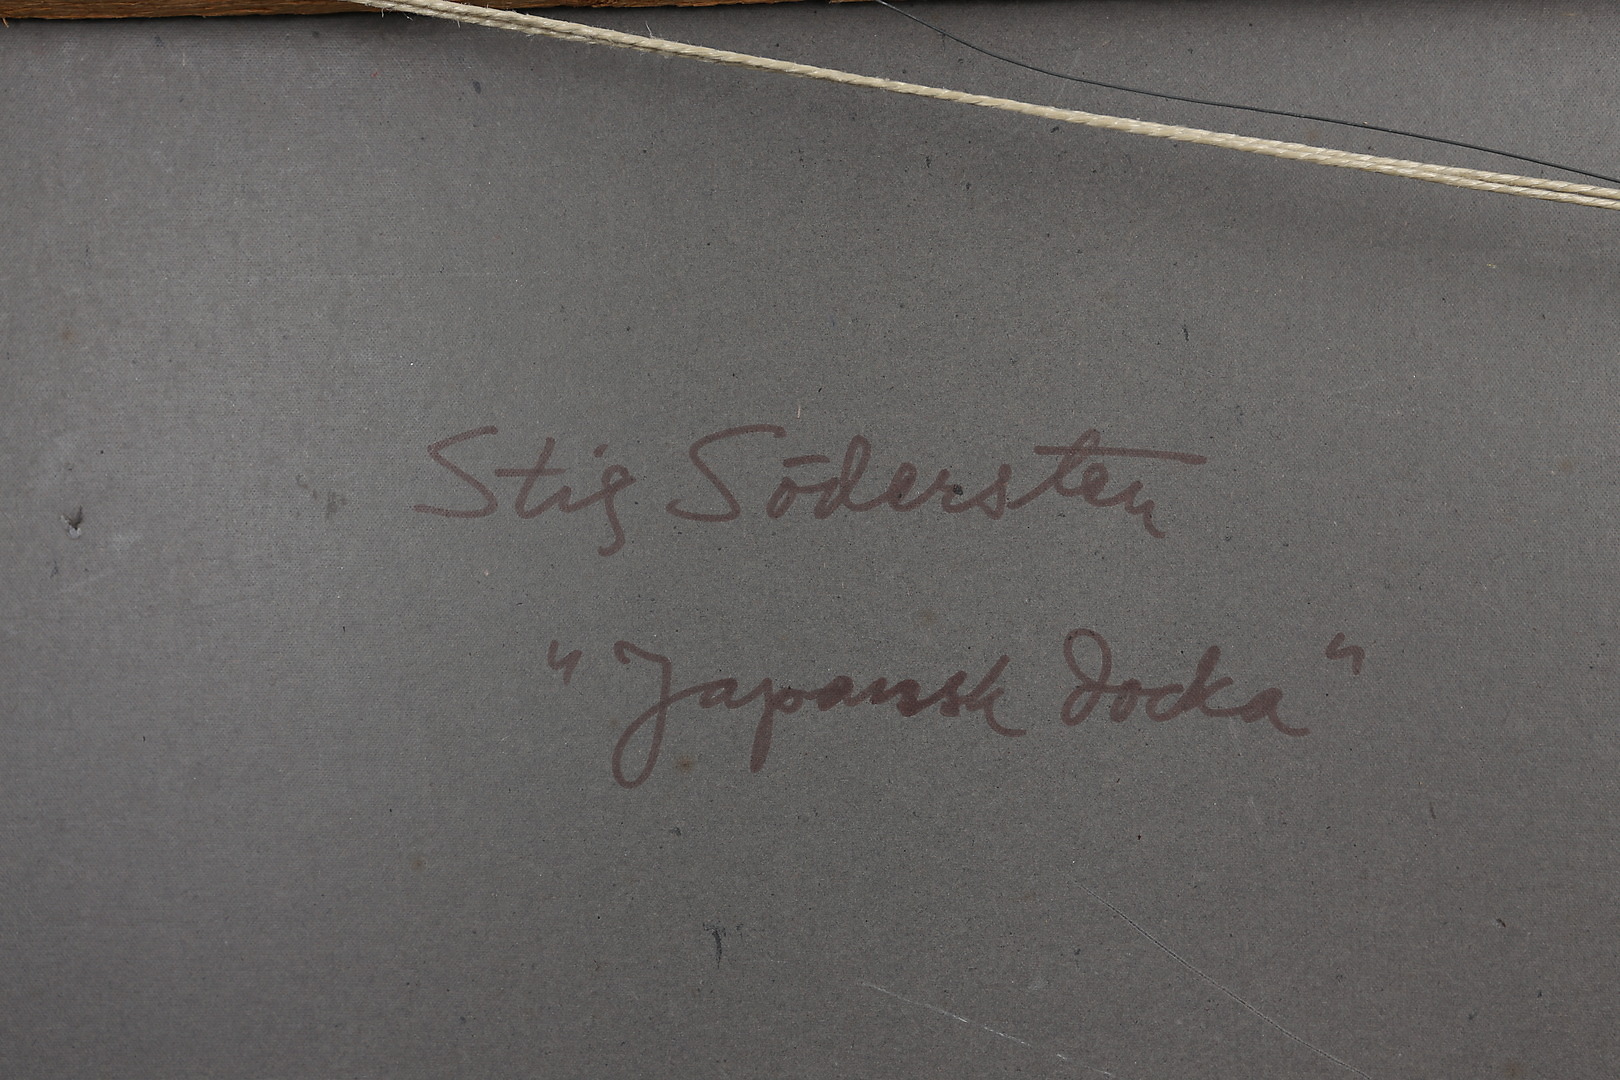 Stig Södersten
"Japansk docka"